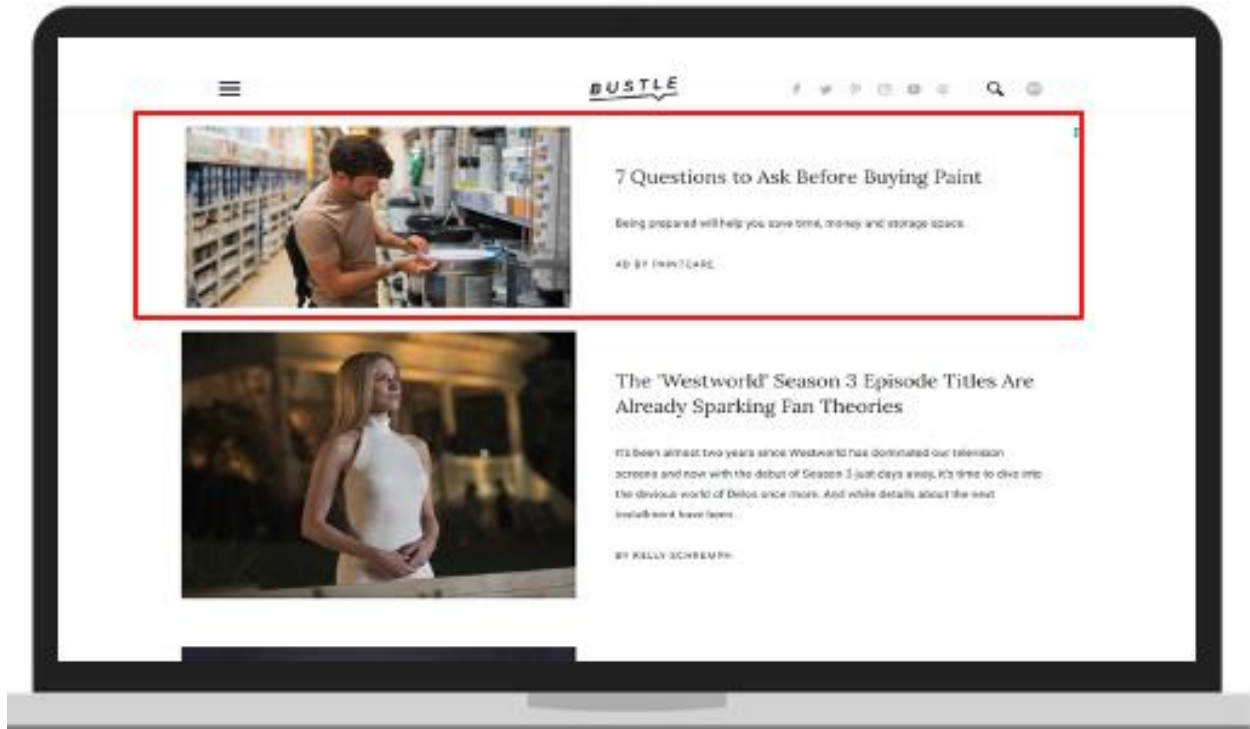 BUSTLE
7 Questions to Ask Before Buying Paint
Being prepared will help you save time, money and storage space.
AD BY PAINTCARE
The 'Westworld' Season 3 Episode Titles Are
Already Sparking Fan Theories
It's been almost two years since Westworld has dominated our television
screens and now with the debut of Season 3 just days away, it's time to dive into
the devious world of Delos once more. And while details about the next
installment have been
BY KELLY SCHREMPH